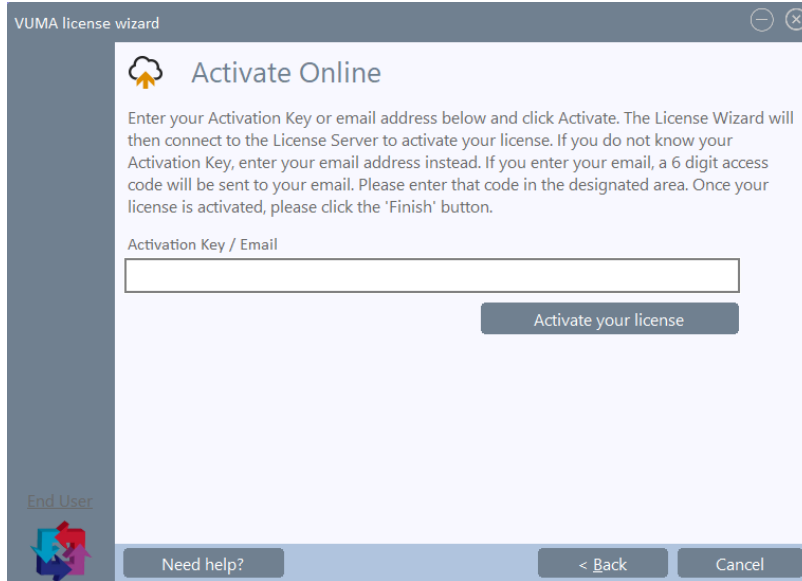 VUMA license wizard
Activate Online
Enter your Activation Key or email address below and click Activate. The License Wizard will
then connect to the License Server to activate your license. If you do not know your
Activation Key, enter your email address instead. If you enter your email, a 6 digit access
code will be sent to your email. Please enter that code in the designated area. Once your
license is activated, please click the 'Finish' button.
Activation Key / Email
Activate your license
End User
Need help?
< Back
Cancel